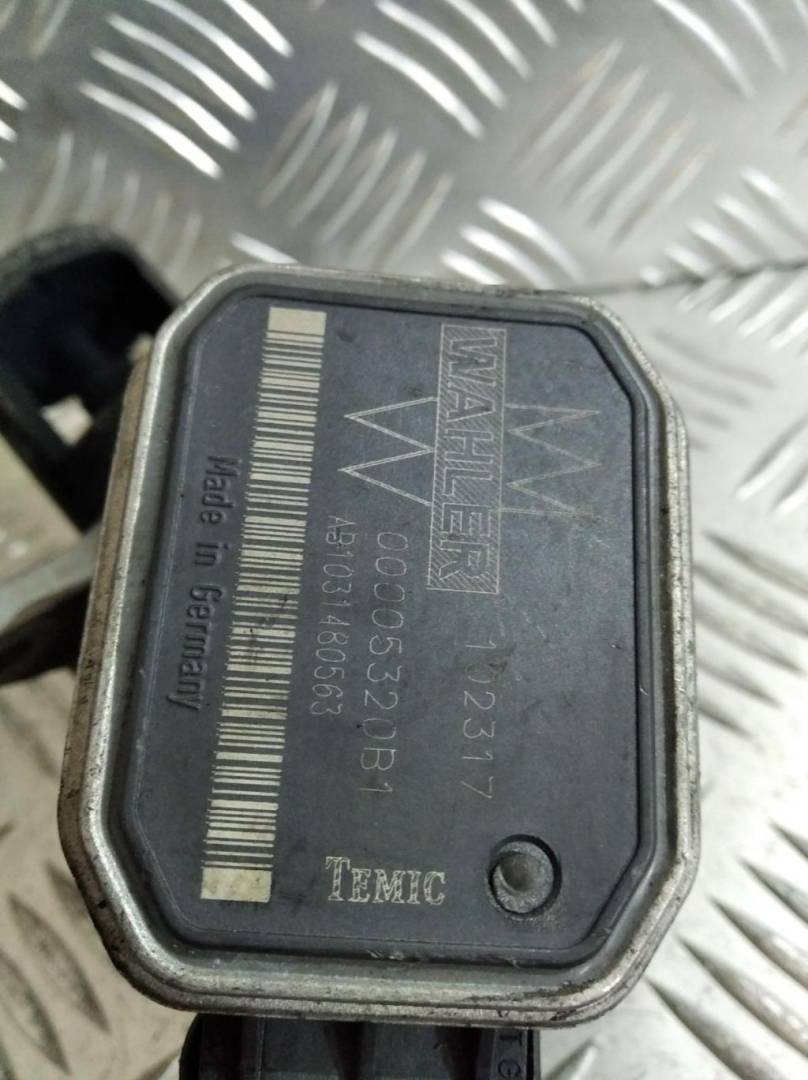 WAHLER
102317
00005320B1
AB1031480563
Made in Germany
TEMIC